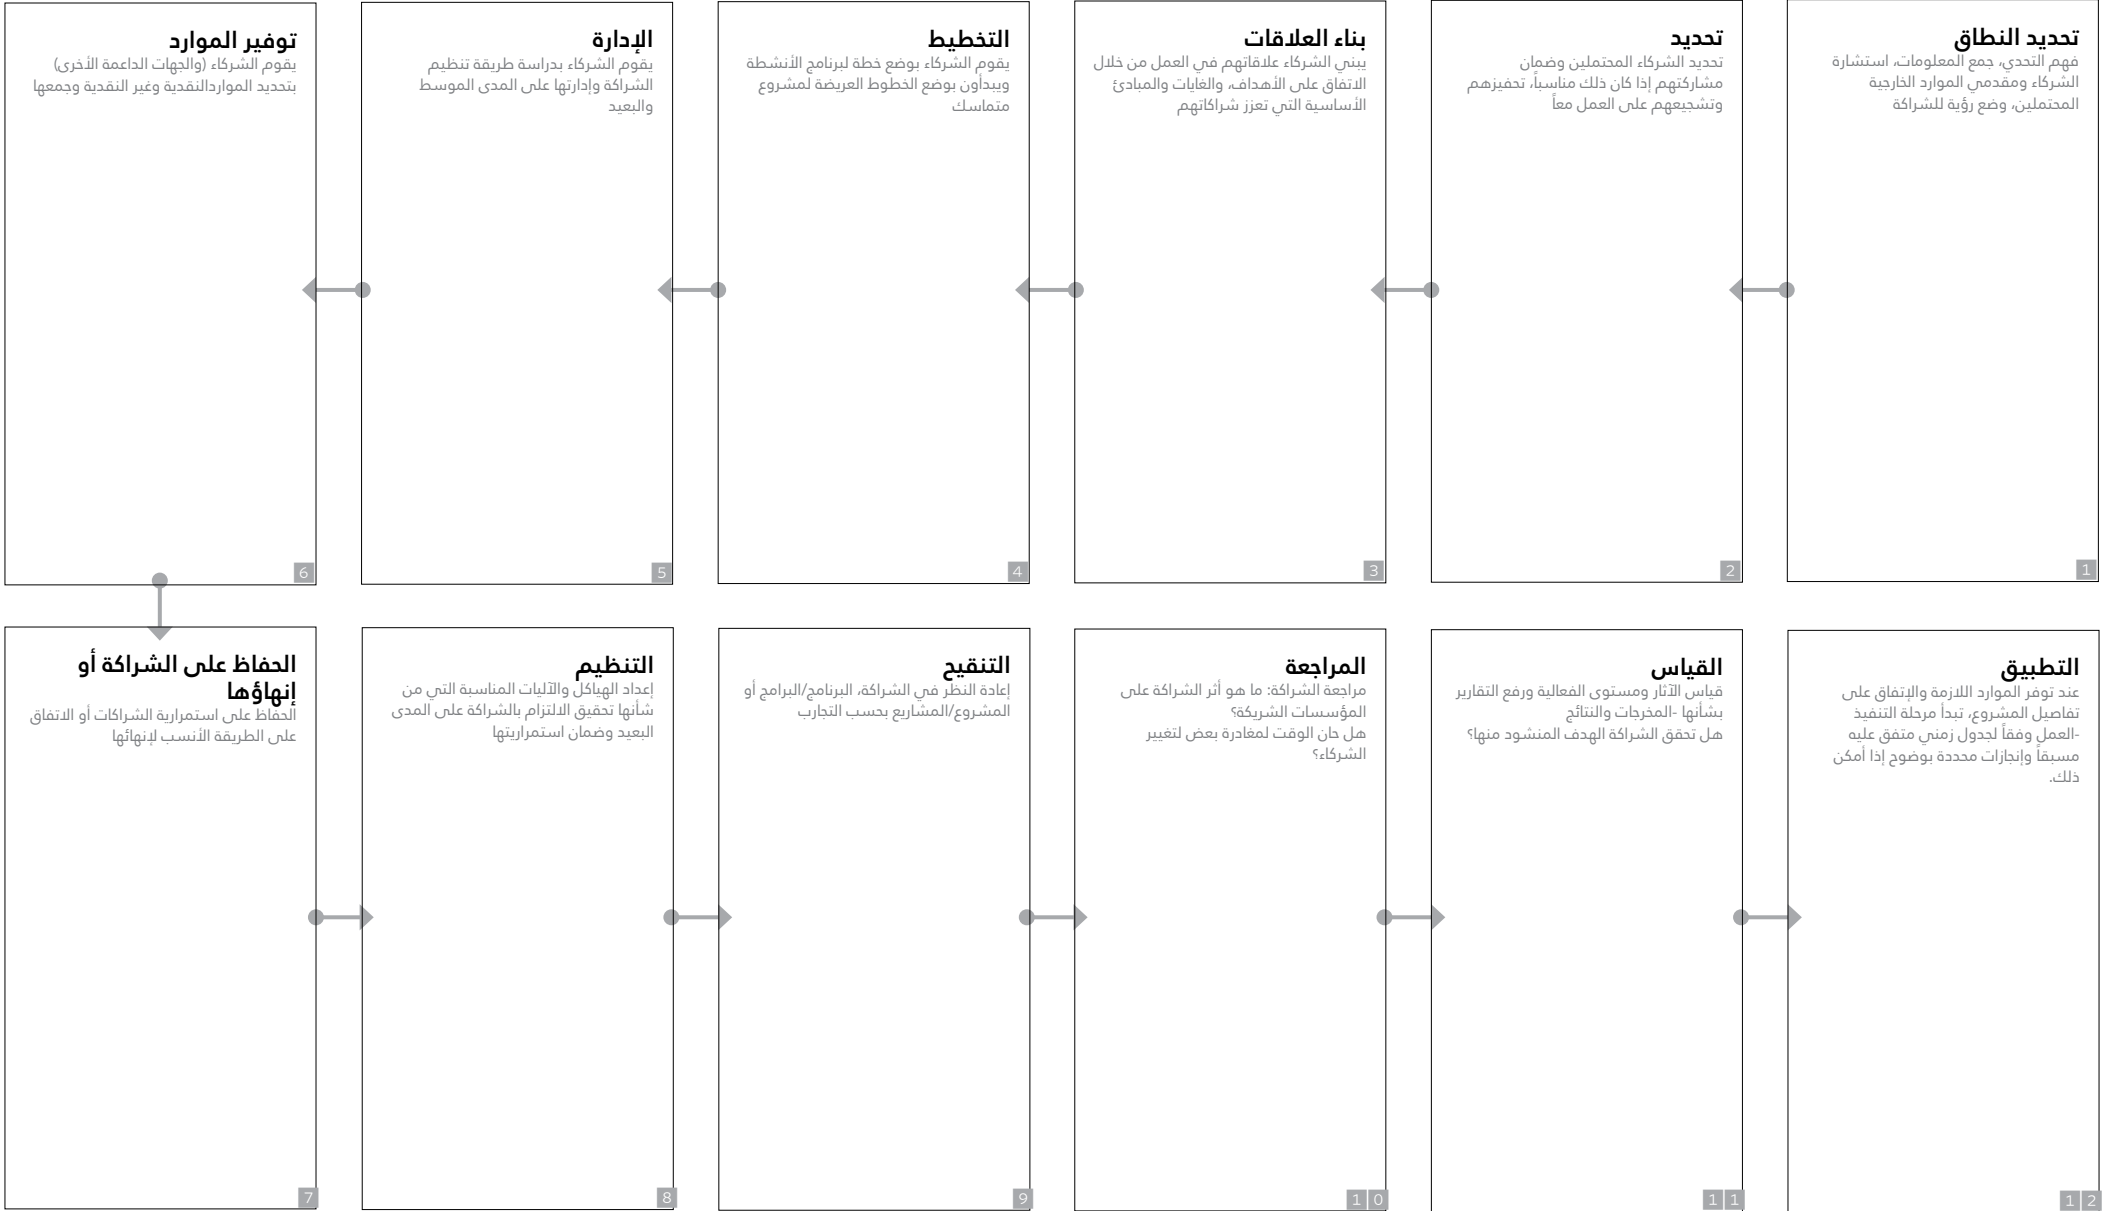 تحديد النطاق
فهم التحدي، جمع المعلومات، استشارة
الشركاء ومقدمي الموارد الخارجية
المحتملين، وضع رؤية للشراكة
1
تحديد
تحديد الشركاء المحتملين وضمان
مشاركتهم إذا كان ذلك مناسباً، تحفيزهم
وتشجيعهم على العمل معاً
2
بناء العلاقات
يبني الشركاء علاقاتهم في العمل من خلال
الاتفاق على الأهداف، والغايات والمبادئ
الأساسية التي تعزز شراكاتهم
3
التخطيط
يقوم الشركاء بوضع خطة لبرنامج الأنشطة
ويبدأون بوضع الخطوط العريضة لمشروع
متماسك
4
الإدارة
يقوم الشركاء بدراسة طريقة تنظيم
الشراكة وإدارتها على المدى الموسط
والبعيد
5
توفير الموارد
يقوم الشركاء (والجهات الداعمة الأخرى)
بتحديد المواردالنقدية وغير النقدية وجمعها
6
الحفاظ على الشراكة أو
إنهاؤها
الحفاظ على استمرارية الشراكات أو الاتفاق
على الطريقة الأنسب لإنهائها
7
التنظيم
إعداد الهياكل والآليات المناسبة التي من
شأنها تحقيق الالتزام بالشراكة على المدى
البعيد وضمان استمراريتها
8
التنقيح
إعادة النظر في الشراكة، البرنامج/البرامج أو
المشروع/المشاريع بحسب التجارب
9
المراجعة
مراجعة الشراكة: ما هو أثر الشراكة على
المؤسسات الشريكة؟
هل حان الوقت لمغادرة بعض لتغيير
الشركاء؟
10
القياس
قياس الآثار ومستوى الفعالية ورفع التقارير
بشأنها -المخرجات والنتائج
هل تحقق الشراكة الهدف المنشود منها؟
11
التطبيق
عند توفر الموارد اللازمة والإتفاق على
تفاصيل المشروع، تبدأ مرحلة التنفيذ
-العمل وفقاً لجدول زمني متفق عليه
مسبقاً وإنجازات محددة بوضوح إذا أمكن
ذلك.
12